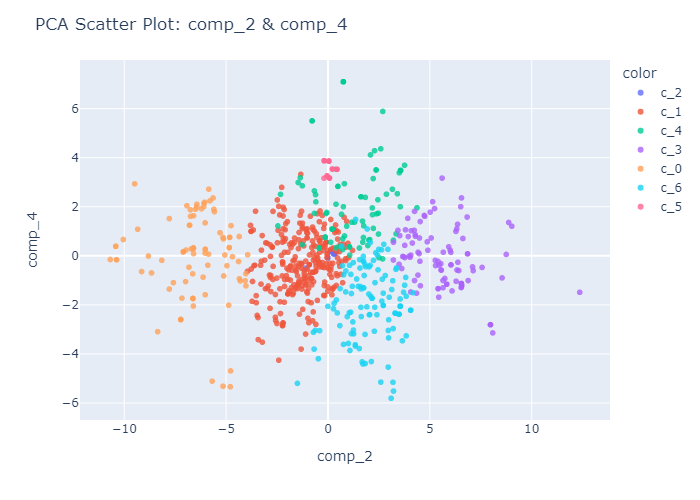 PCA Scatter Plot: comp_2 & comp_4
color
c_2
c_1
c_4
c_3
c_0
c_6
c_5
6
4
2
0
−2
−4
−6
comp_4
−10
−5
0
5
10
comp_2